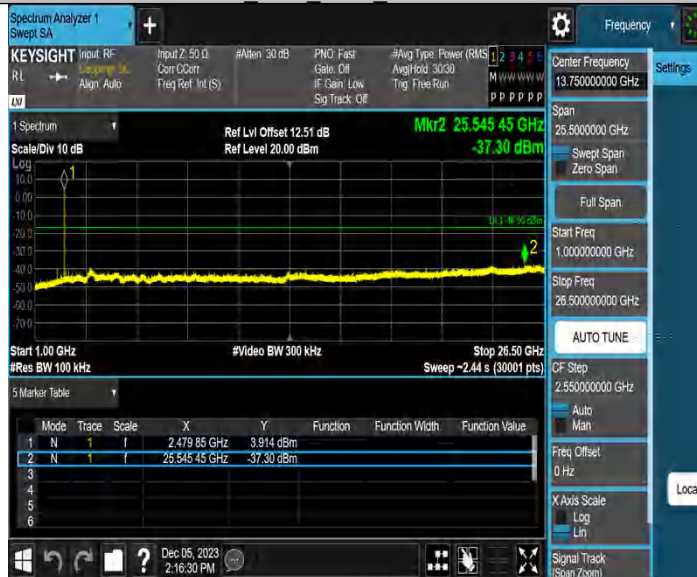 Spectrum Analyzer 1
Swept SA
+
Frequency
KEYSIGHT
RL
Input: RF
Coupling: DC
Align: Auto
Input Z: 50 Ω
Corr CCorr
Freq Ref: Int (S)
#Atten: 30 dB
PNO: Fast
Gate: Off
IF Gain: Low
Sig Track: Off
#Avg Type: Power (RMS
Avg|Hold: 30/30
Trig: Free Run
1 2 3 4 5 6
M W W W W W
P P P P P P
LXI
1 Spectrum
Scale/Div 10 dB
Ref Lvl Offset 12.51 dB
Ref Level 20.00 dBm
Mkr2 25.545 45 GHz
-37.30 dBm
Log
10.0
0.00
-10.0
-20.0
-30.0
-40.0
-50.0
-60.0
-70.0
1
2
Start 1.00 GHz
#Res BW 100 kHz
#Video BW 300 kHz
Stop 26.50 GHz
Sweep ~2.44 s (30001 pts)
5 Marker Table
Mode Trace Scale X Y Function Function Width Function Value
1 N 1 f 2.479 85 GHz 3.914 dBm
2 N 1 f 25.545 45 GHz -37.30 dBm
3
4
5
6
?
Dec 05, 2023
2:16:30 PM
Center Frequency
13.750000000 GHz
Settings
Span
25.5000000 GHz
Swept Span
Zero Span
Full Span
Start Freq
1.000000000 GHz
Stop Freq
26.500000000 GHz
AUTO TUNE
CF Step
2.550000000 GHz
Auto
Man
Freq Offset
0 Hz
X Axis Scale
Log
Lin
Signal Track
(Span Zoom)
Loca